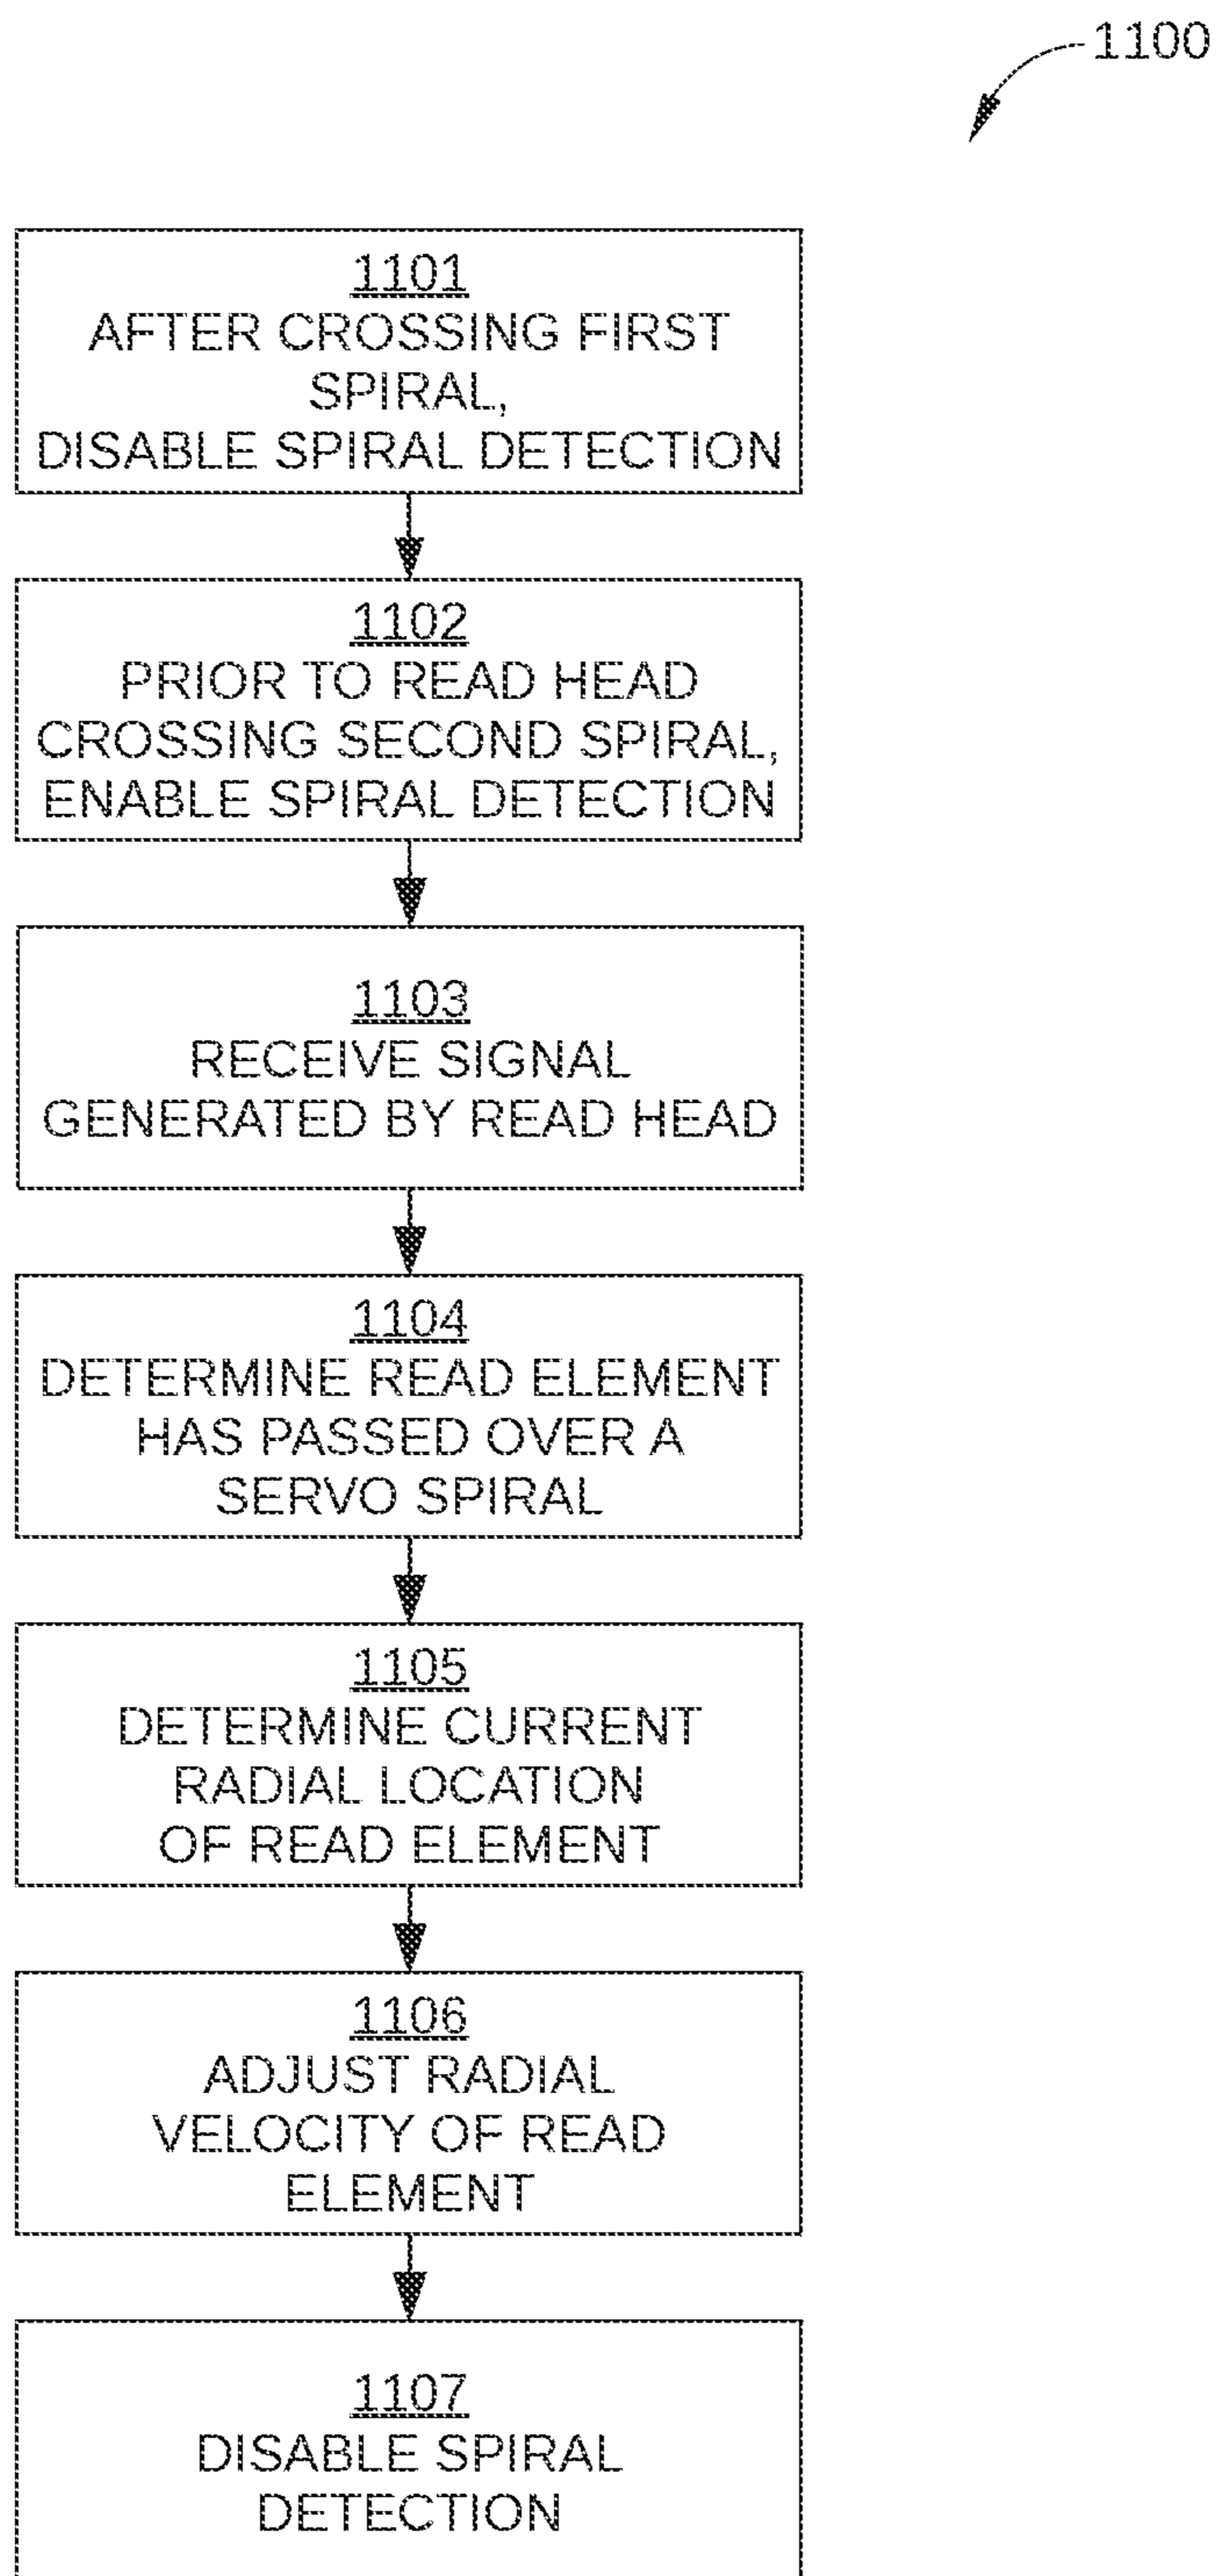 1100
1101
AFTER CROSSING FIRST
SPIRAL,
DISABLE SPIRAL DETECTION
1102
PRIOR TO READ HEAD
CROSSING SECOND SPIRAL,
ENABLE SPIRAL DETECTION
1103
RECEIVE SIGNAL
GENERATED BY READ HEAD
1104
DETERMINE READ ELEMENT
HAS PASSED OVER A
SERVO SPIRAL
1105
DETERMINE CURRENT
RADIAL LOCATION
OF READ ELEMENT
1106
ADJUST RADIAL
VELOCITY OF READ
ELEMENT
1107
DISABLE SPIRAL
DETECTION